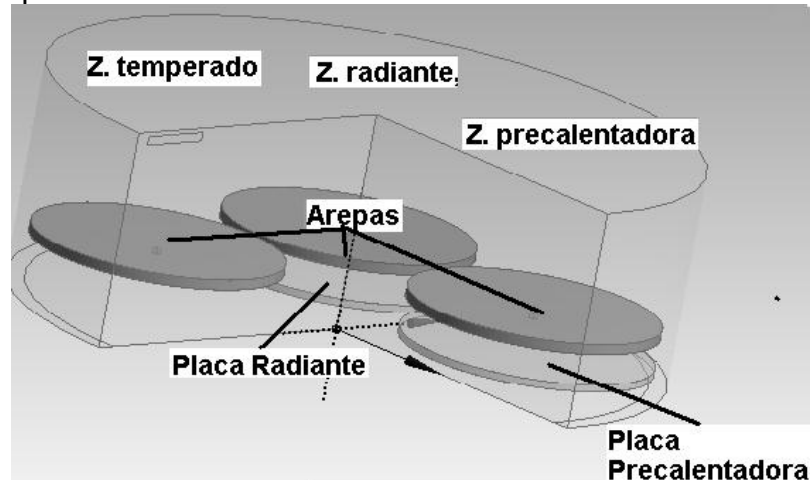 Z. temperado
Z. radiante,
Z. precalentadora
Arepas
Placa Radiante
Placa
Precalentadora